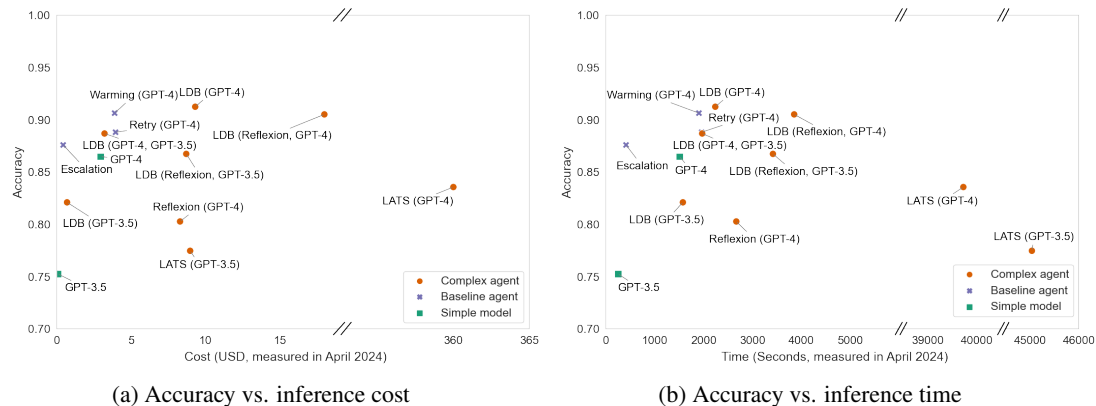 1.00
0.95
0.90
0.85
0.80
0.75
0.70
Accuracy
Warming (GPT-4)
LDB (GPT-4)
Retry (GPT-4)
LDB (Reflexion, GPT-4)
LDB (GPT-4, GPT-3.5)
GPT-4
Escalation
LDB (Reflexion, GPT-3.5)
LATS (GPT-4)
Reflexion (GPT-4)
LDB (GPT-3.5)
LATS (GPT-3.5)
GPT-3.5
Complex agent
Baseline agent
Simple model
0 5 10 15 360 365
Cost (USD, measured in April 2024)
(a) Accuracy vs. inference cost
1.00
0.95
0.90
0.85
0.80
0.75
0.70
Accuracy
Warming (GPT-4)
LDB (GPT-4)
Retry (GPT-4)
LDB (Reflexion, GPT-4)
LDB (GPT-4, GPT-3.5)
Escalation
GPT-4
LDB (Reflexion, GPT-3.5)
LATS (GPT-4)
LDB (GPT-3.5)
Reflexion (GPT-4)
LATS (GPT-3.5)
GPT-3.5
Complex agent
Baseline agent
Simple model
0 1000 2000 3000 4000 5000 39000 40000 45000 46000
Time (Seconds, measured in April 2024)
(b) Accuracy vs. inference time